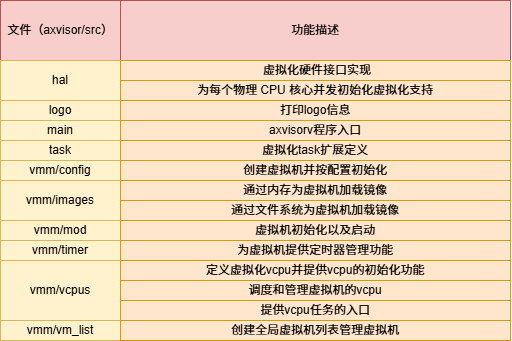 文件（axvisor/src）
功能描述
hal
虚拟化硬件接口实现
为每个物理 CPU 核心并发初始化虚拟化支持
logo
打印logo信息
main
axvisorv程序入口
task
虚拟化task扩展定义
vmm/config
创建虚拟机并按配置初始化
vmm/images
通过内存为虚拟机加载镜像
通过文件系统为虚拟机加载镜像
vmm/mod
虚拟机初始化以及启动
vmm/timer
为虚拟机提供定时器管理功能
vmm/vcpus
定义虚拟化vcpu并提供vcpu的初始化功能
调度和管理虚拟机的vcpu
提供vcpu任务的入口
vmm/vm_list
创建全局虚拟机列表管理虚拟机